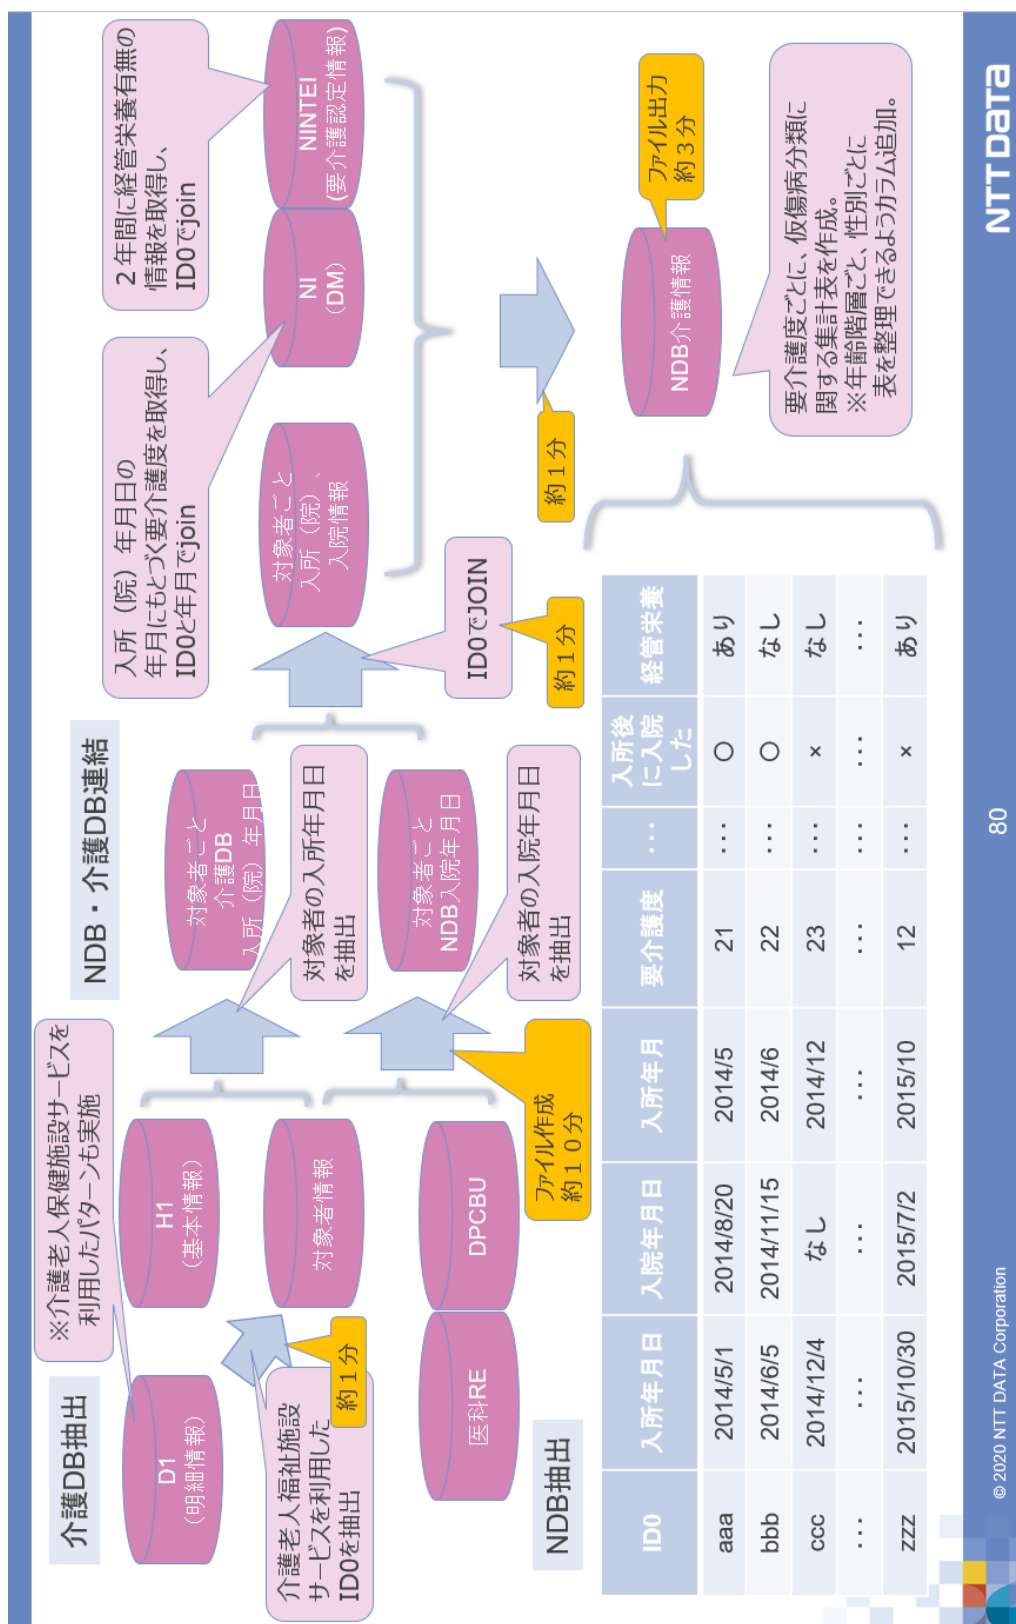 介護DB抽出
NDB・介護DB連結
※介護老人保健施設サービスを
利用したパターンも実施
D1
（明細情報）
H1
（基本情報）
介護老人福祉施設
サービスを利用した
ID0を抽出
約１分
対象者情報
対象者ごと
介護DB
入所（院）年月日
対象者の入所年月日
を抽出
NDB抽出
医科RE
DPCBU
ファイル作成
約１０分
対象者ごと
NDB入院年月日
対象者の入院年月日
を抽出
ID0でJOIN
約１分
対象者ごと
入所（院）、
入院情報
入所（院）年月日の
年月にもとづく要介護度を取得し、
ID0と年月でjoin
２年間に経管栄養有無の
情報を取得し、
ID0でjoin
NI
（DM）
NINTEI
(要介護認定情報)
約１分
NDB介護情報
ファイル出力
約３分
要介護度ごとに、仮傷病分類に
関する集計表を作成。
※年齢階層ごと、性別ごとに
表を整理できるようカラム追加。
ID0 入所年月日 入院年月日 入所年月 要介護度 ・・・ 入所後に入院した 経管栄養
aaa 2014/5/1 2014/8/20 2014/5 21 ・・・ 〇 あり
bbb 2014/6/5 2014/11/15 2014/6 22 ・・・ 〇 なし
ccc 2014/12/4 なし 2014/12 23 ・・・ × なし
・・・ ・・・ ・・・ ・・・ ・・・ ・・・ ・・・ ・・・
zzz 2015/10/30 2015/7/2 2015/10 12 ・・・ × あり
© 2020 NTT DATA Corporation
80
NTT DATA